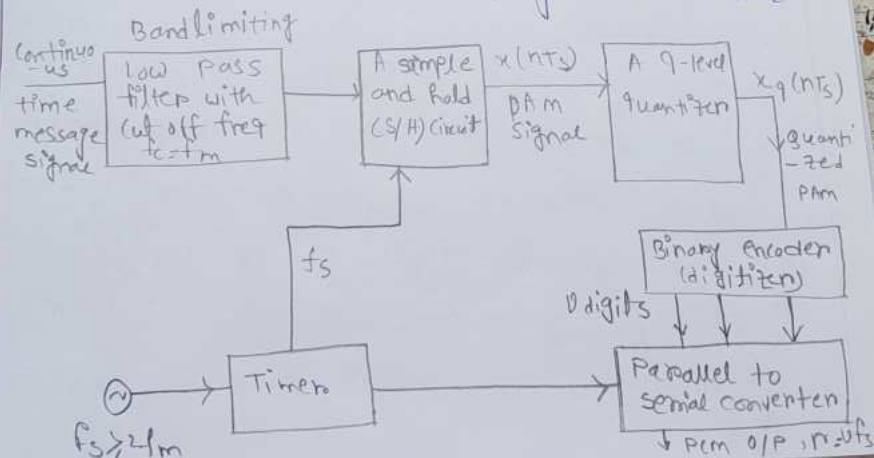 Bandlimiting
Continuo
-us
time
message
signal
Low pass
filter with
Cut off freq
fc=fm
A simple
and hold
(S/H) Circuit
x(nTs)
PAM
Signal
A q-level
quantizer
xq(nTs)
quanti
-zed
PAM
fs
Binary encoder
(digitizer)
υ digits
Timer
Parallel to
serial converter
fs≥2fm
PCM O/P, r=υfs